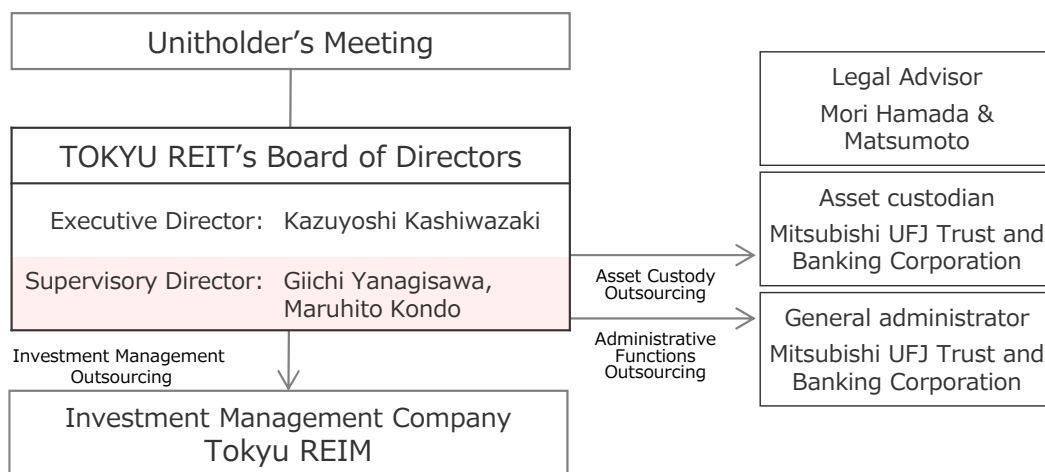 Unitholder’s Meeting
TOKYU REIT’s Board of Directors
Executive Director: Kazuyoshi Kashiwazaki
Supervisory Director: Giichi Yanagisawa,
Maruhito Kondo
Investment Management
Outsourcing
Investment Management Company
Tokyu REIM
Asset Custody
Outsourcing
Administrative
Functions
Outsourcing
Legal Advisor
Mori Hamada &
Matsumoto
Asset custodian
Mitsubishi UFJ Trust and
Banking Corporation
General administrator
Mitsubishi UFJ Trust and
Banking Corporation